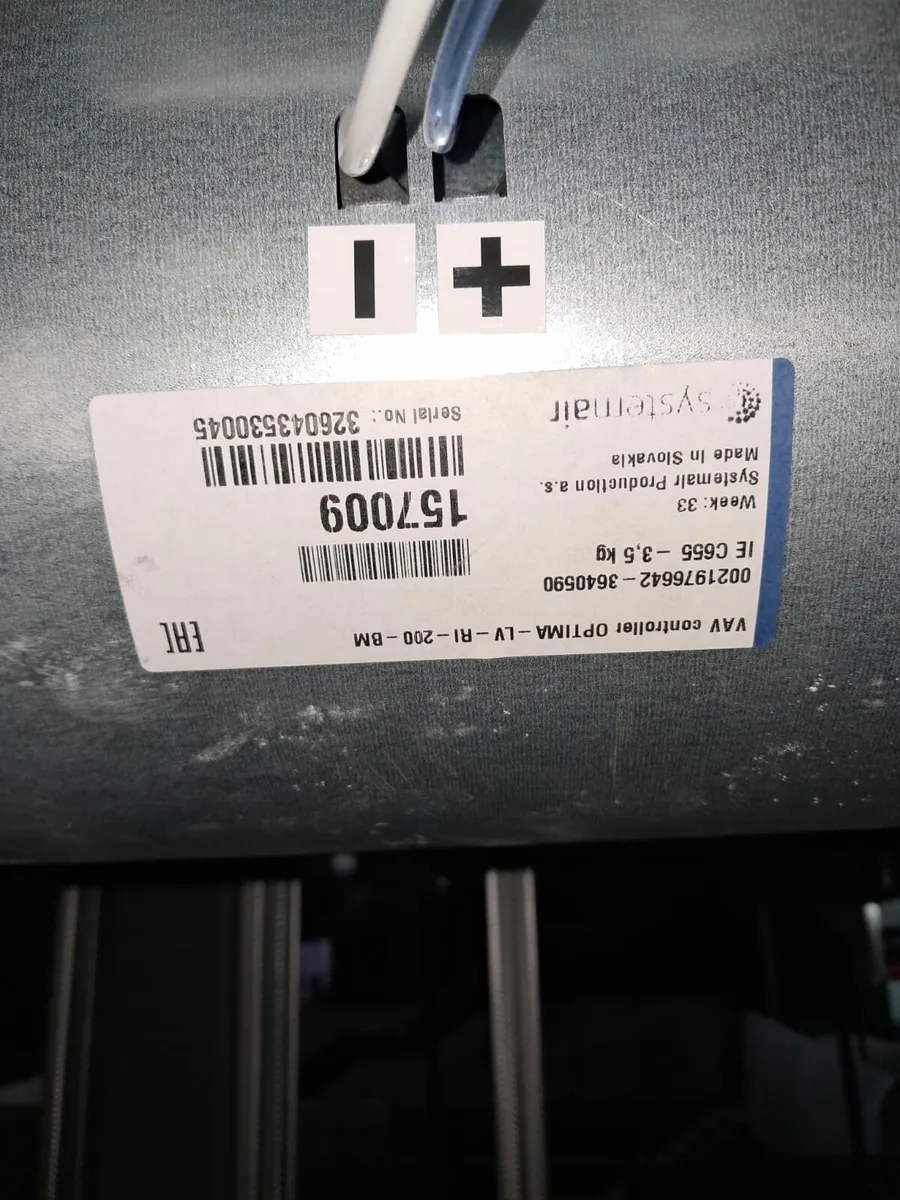 VAV controller OPTIMA – LV – RI – 200 – BM
EAC
0021976642 – 3640590
IE C655 – 3,5 kg
157009
Week: 33
Systemair Production a.s.
Made in Slovakia
Serial No.: 326043530045
systemair
+ −